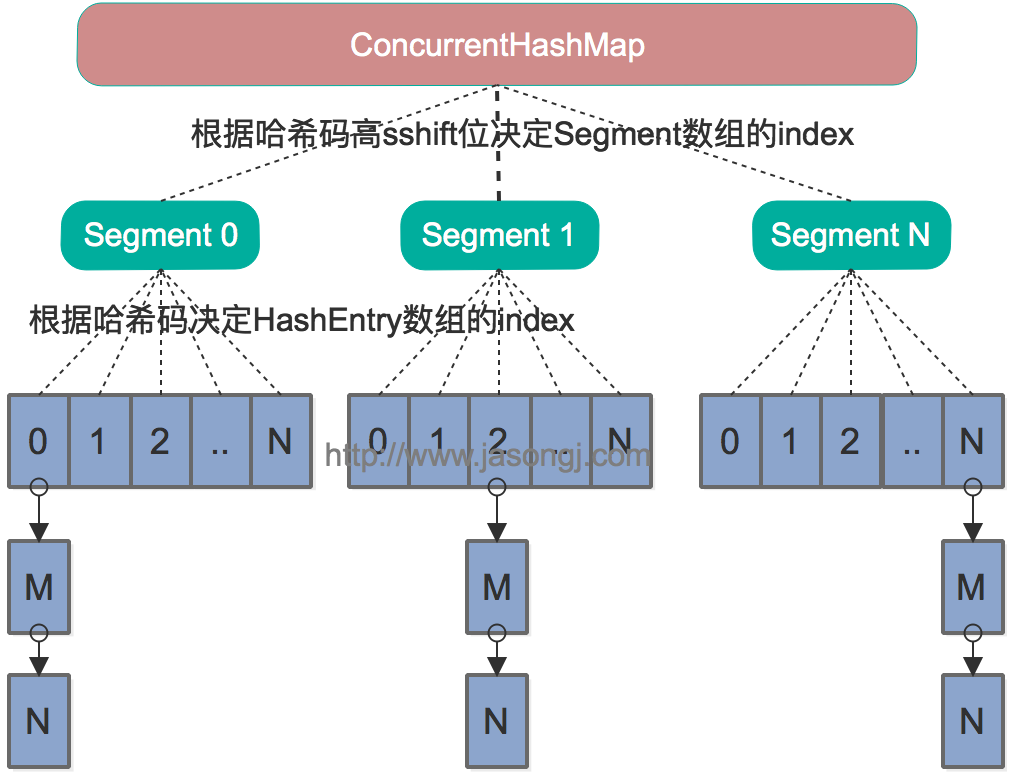 ConcurrentHashMap
根据哈希码高sshift位决定Segment数组的index
Segment 0
Segment 1
Segment N
根据哈希码决定HashEntry数组的index
0 1 2 .. N
0 1 2 .. N
0 1 2 .. N
http://www.jasongj.com
M
M
M
N
N
N